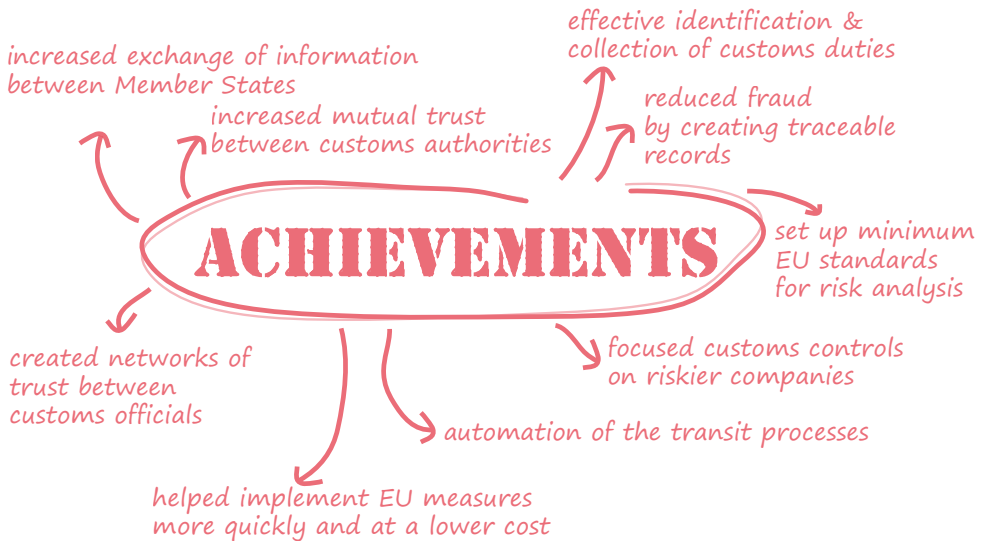 effective identification &
collection of customs duties
increased exchange of information
between Member States
reduced fraud
by creating traceable
records
increased mutual trust
between customs authorities
ACHIEVEMENTS
set up minimum
EU standards
for risk analysis
focused customs controls
on riskier companies
created networks of
trust between
customs officials
automation of the transit processes
helped implement EU measures
more quickly and at a lower cost